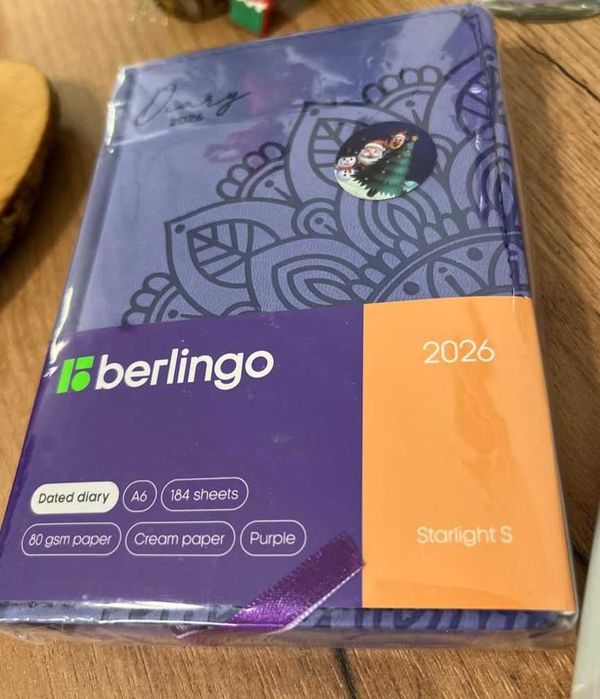 Diary
2026
berlingo
2026
Dated diary
A6
184 sheets
80 gsm paper
Cream paper
Purple
Starlight S